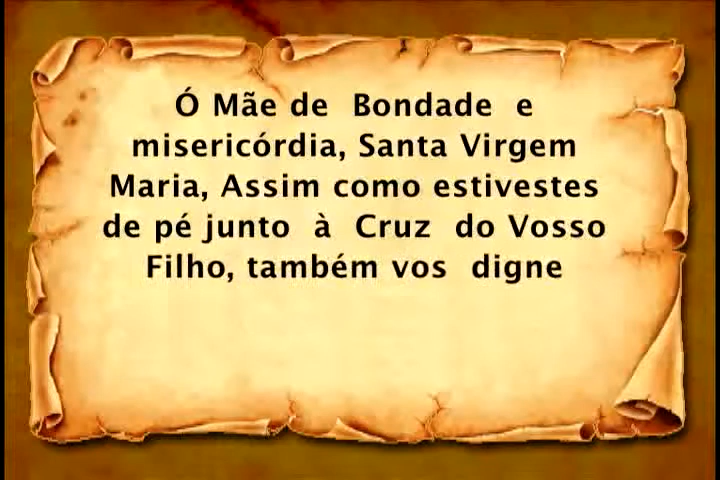 Ó Mãe de Bondade e
misericórdia, Santa Virgem
Maria, Assim como estivestes
de pé junto à Cruz do Vosso
Filho, também vos digne